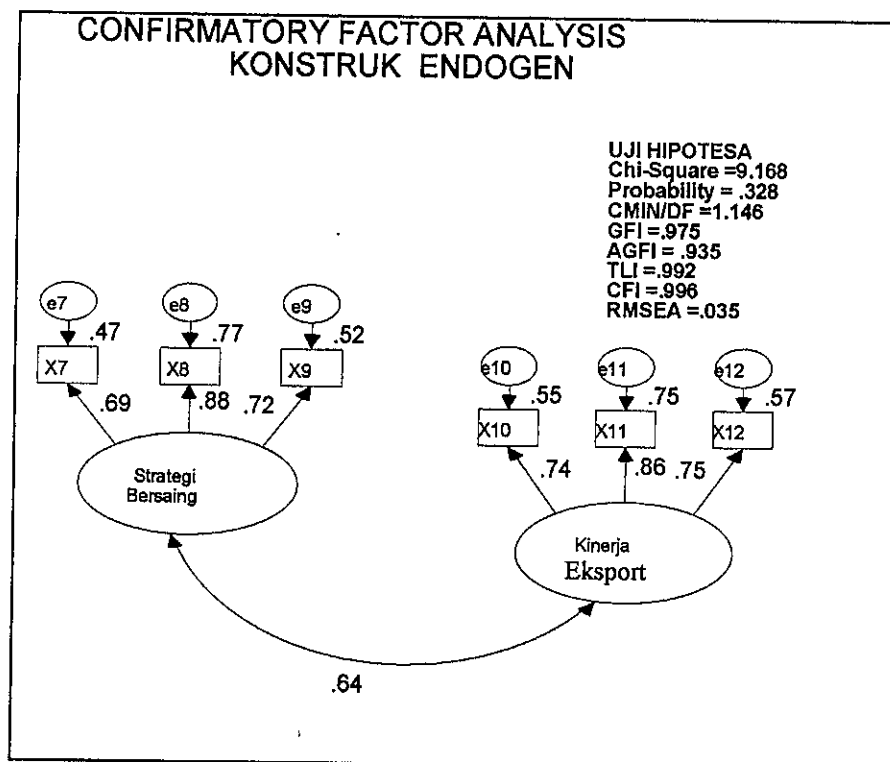 CONFIRMATORY FACTOR ANALYSIS
KONSTRUK ENDOGEN
UJI HIPOTESA
Chi-Square =9.168
Probability = .328
CMIN/DF =1.146
GFI =.975
AGFI =.935
TLI =.992
CFI =.996
RMSEA =.035
e7 e8 e9
.47 .77 .52
X7 X8 X9
.69 .88 .72
Strategi
Bersaing
e10 e11 e12
.55 .75 .57
X10 X11 X12
.74 .86 .75
Kinerja
Eksport
.64